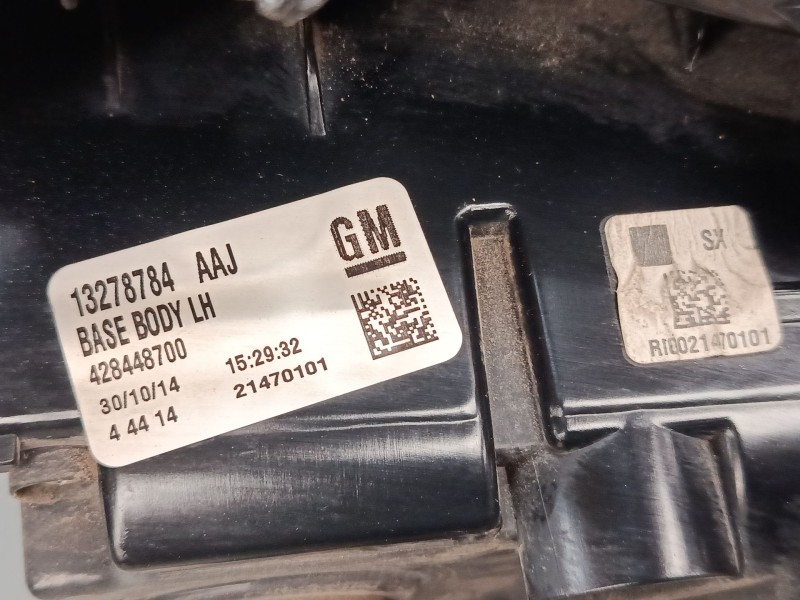 GM
13278784 AAJ
BASE BODY LH
428448700
30/10/14 15:29:32
4 44 14 21470101
SX
RI0021470101